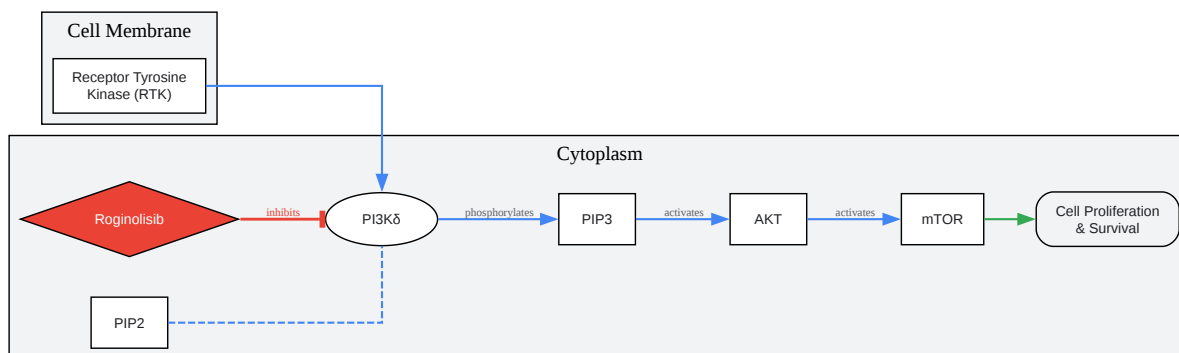 Cell Membrane
Receptor Tyrosine
Kinase (RTK)
Cytoplasm
Roginolisib
inhibits
PI3Kδ
phosphorylates
PIP3
activates
AKT
activates
mTOR
Cell Proliferation
& Survival
PIP2